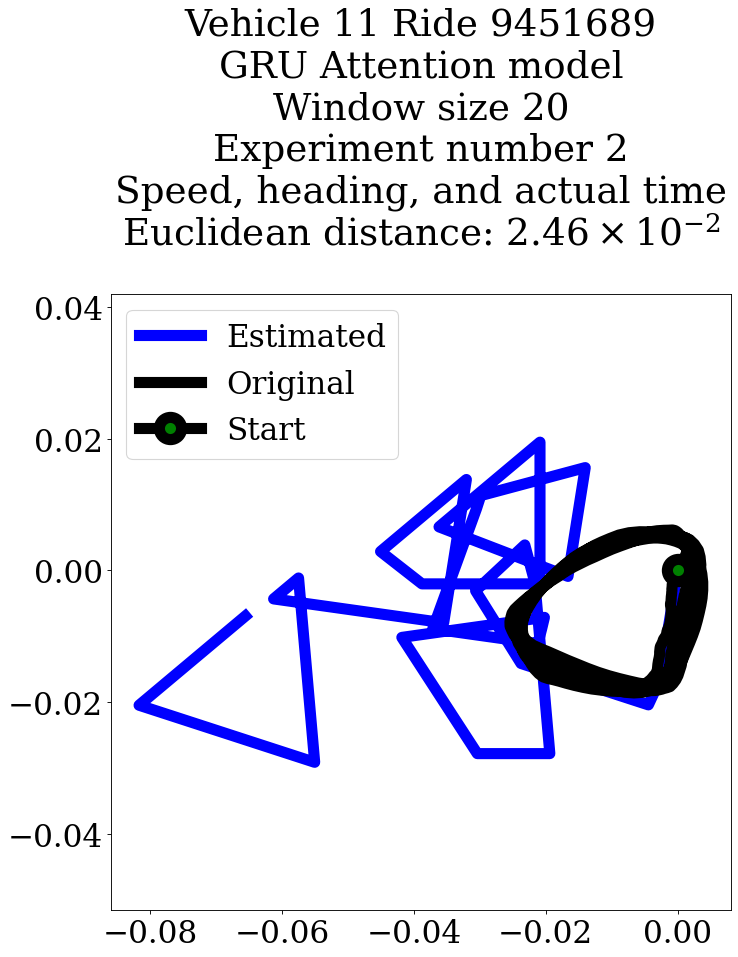 Vehicle 11 Ride 9451689
GRU Attention model
Window size 20
Experiment number 2
Speed, heading, and actual time
Euclidean distance: 2.46 × 10⁻²
0.04
Estimated
Original
Start
0.02
0.00
−0.02
−0.04
−0.08 −0.06 −0.04 −0.02 0.00